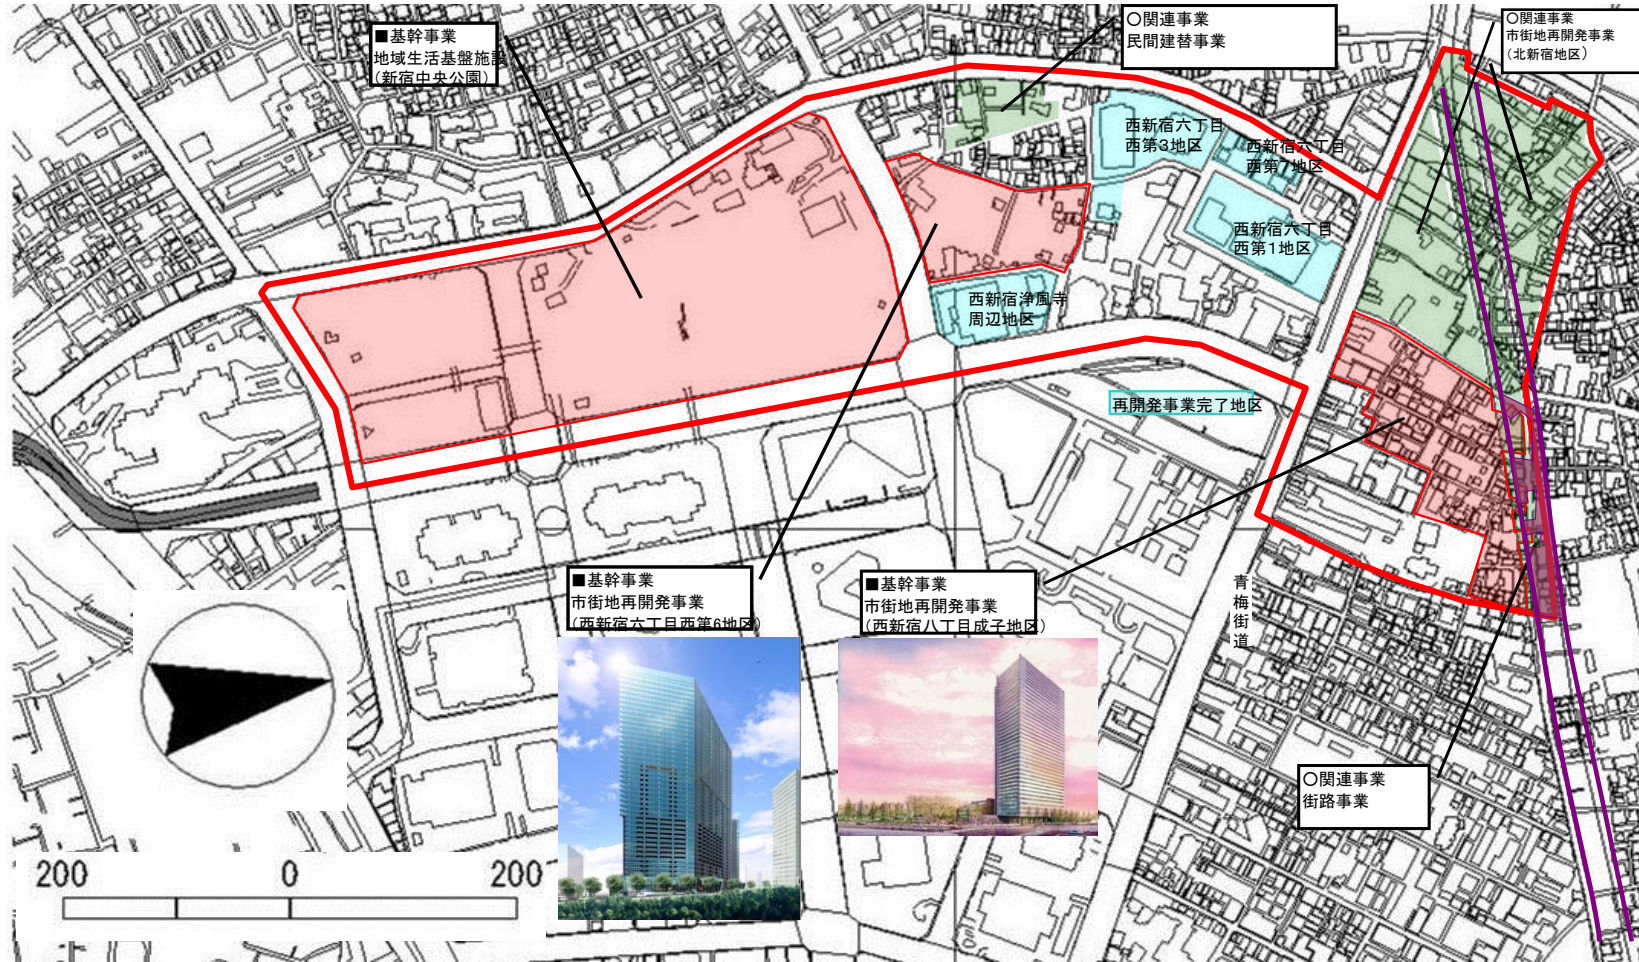 ■基幹事業
地域生活基盤施設
(新宿中央公園)
○関連事業
民間建替事業
○関連事業
市街地再開発事業
(北新宿地区)
西新宿六丁目
西第3地区
西新宿六丁目
西第7地区
西新宿六丁目
西第1地区
西新宿浄風寺
周辺地区
再開発事業完了地区
■基幹事業
市街地再開発事業
(西新宿六丁目西第6地区)
■基幹事業
市街地再開発事業
(西新宿八丁目成子地区)
青梅街道
○関連事業
街路事業
200 0 200